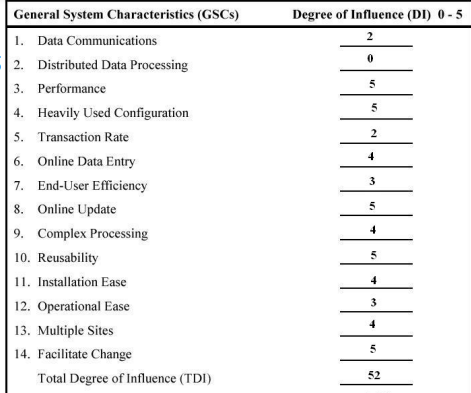 General System Characteristics (GSCs) Degree of Influence (DI) 0 - 5
1. Data Communications 2
2. Distributed Data Processing 0
3. Performance 5
4. Heavily Used Configuration 5
5. Transaction Rate 2
6. Online Data Entry 4
7. End-User Efficiency 3
8. Online Update 5
9. Complex Processing 4
10. Reusability 5
11. Installation Ease 4
12. Operational Ease 3
13. Multiple Sites 4
14. Facilitate Change 5
Total Degree of Influence (TDI) 52